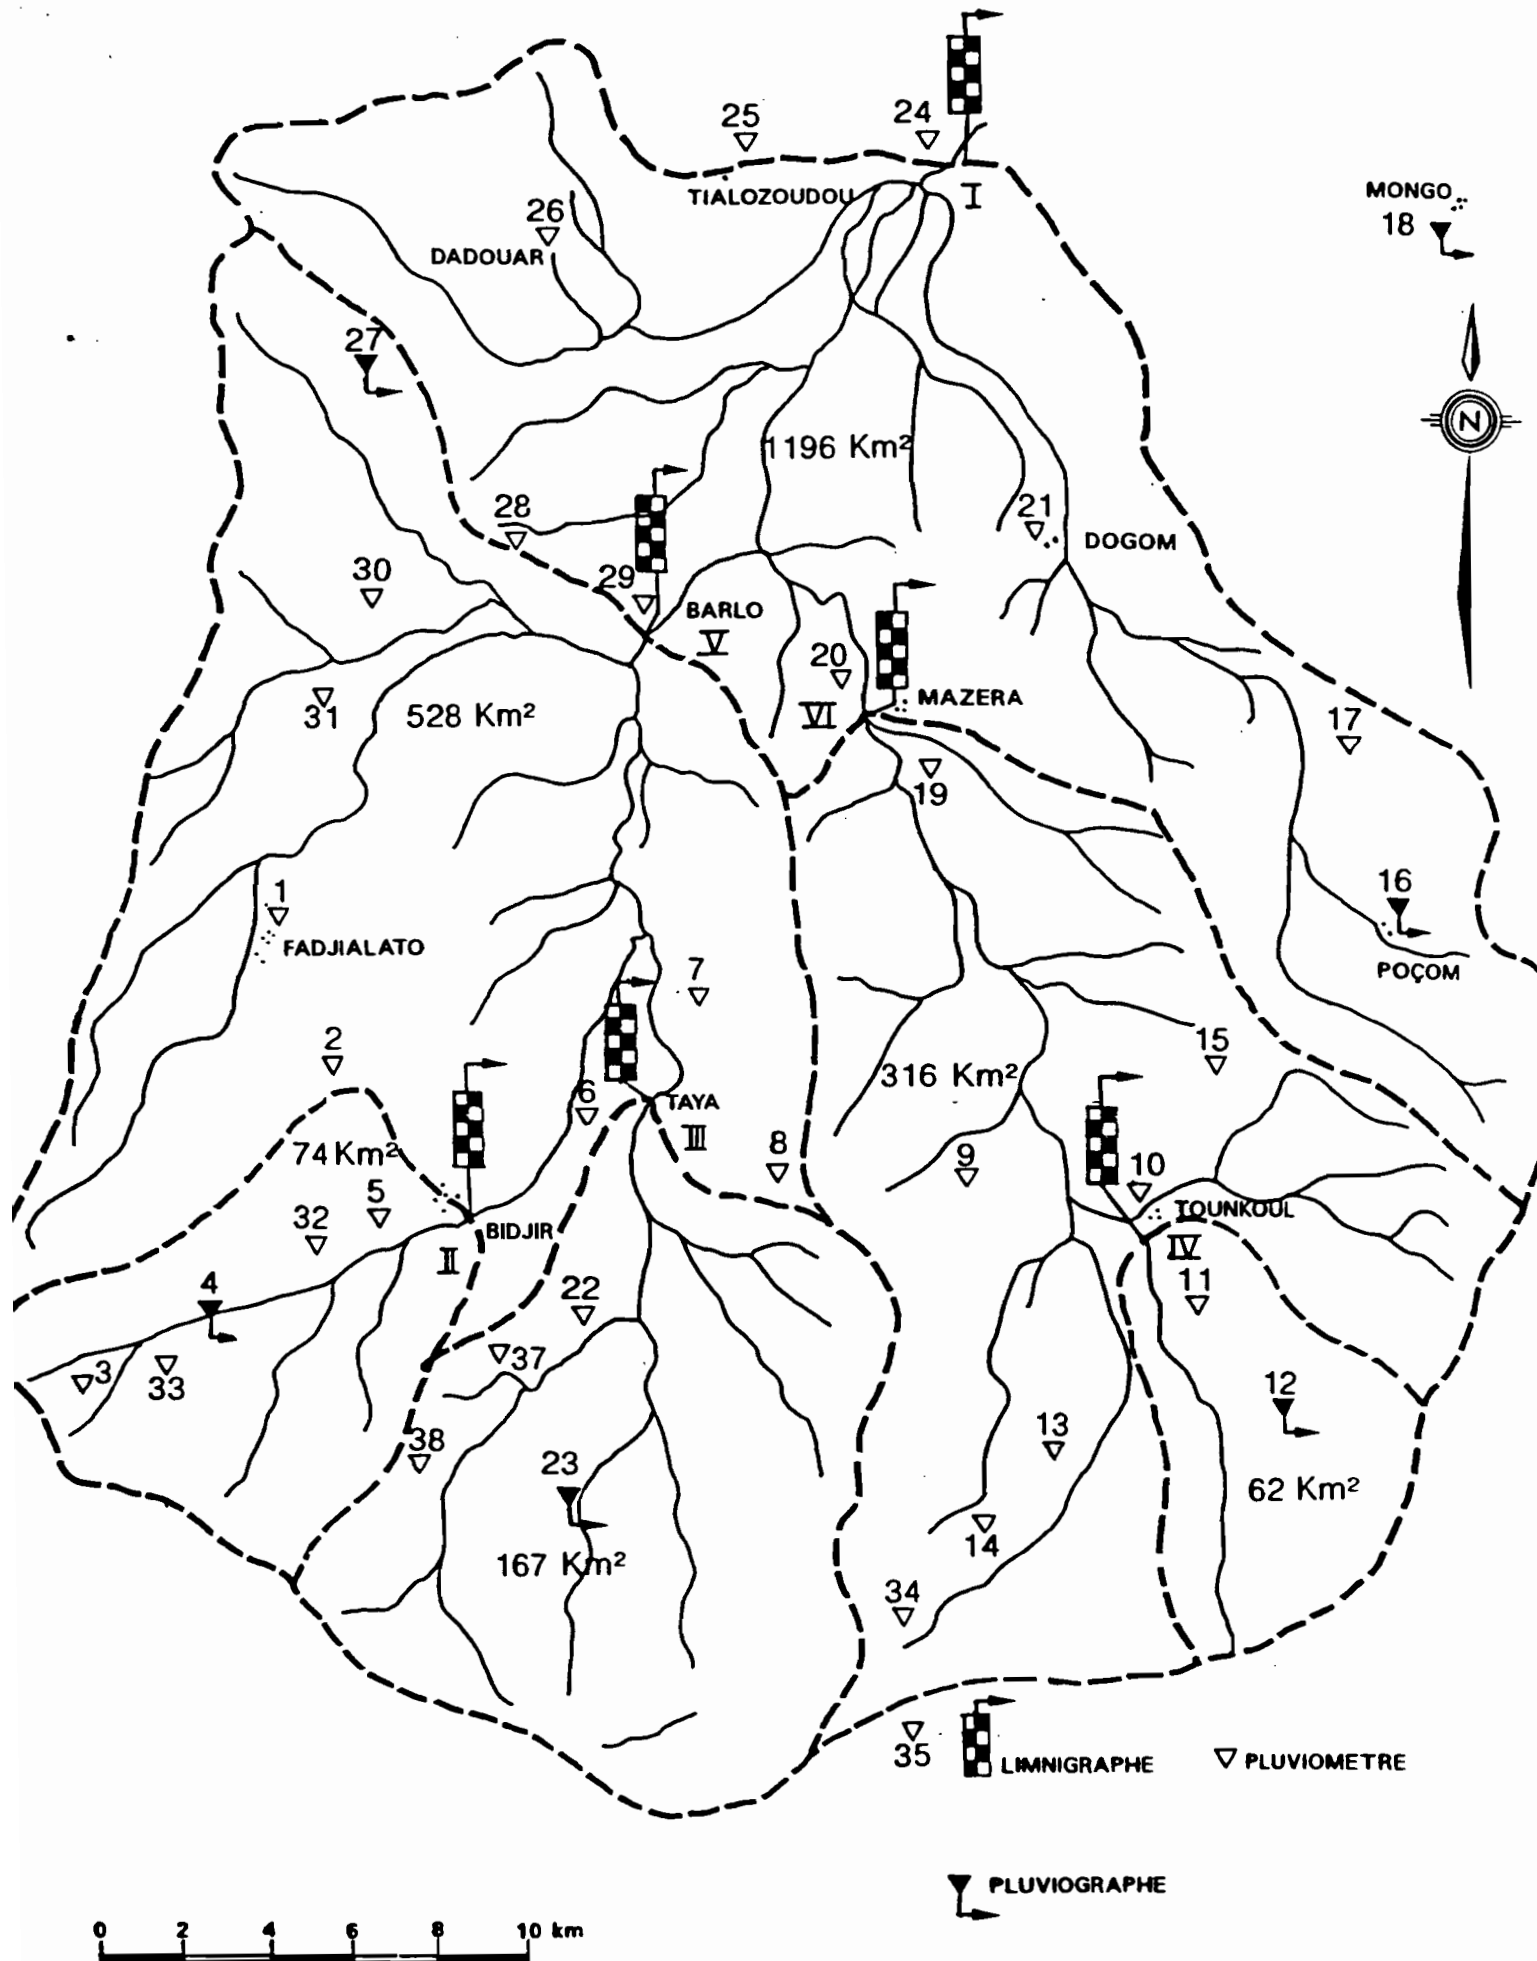 25
24
TIALOZOUDOU
I
MONGO
18
26
DADOUAR
27
N
1196 Km²
28
21
DOGOM
30
29
BARLO
V
20
VI
MAZERA
31
528 Km²
17
19
1
FADJIALATO
16
POÇOM
7
2
15
316 Km²
6
TAYA
III
74 Km²
8
9
10
5
32
BIDJIR
II
TOUNKOUL
IV
4
22
11
3
33
37
12
38
13
23
62 Km²
14
167 Km²
34
35
LIMNIGRAPHE
PLUVIOMETRE
PLUVIOGRAPHE
0 2 4 6 8 10 km